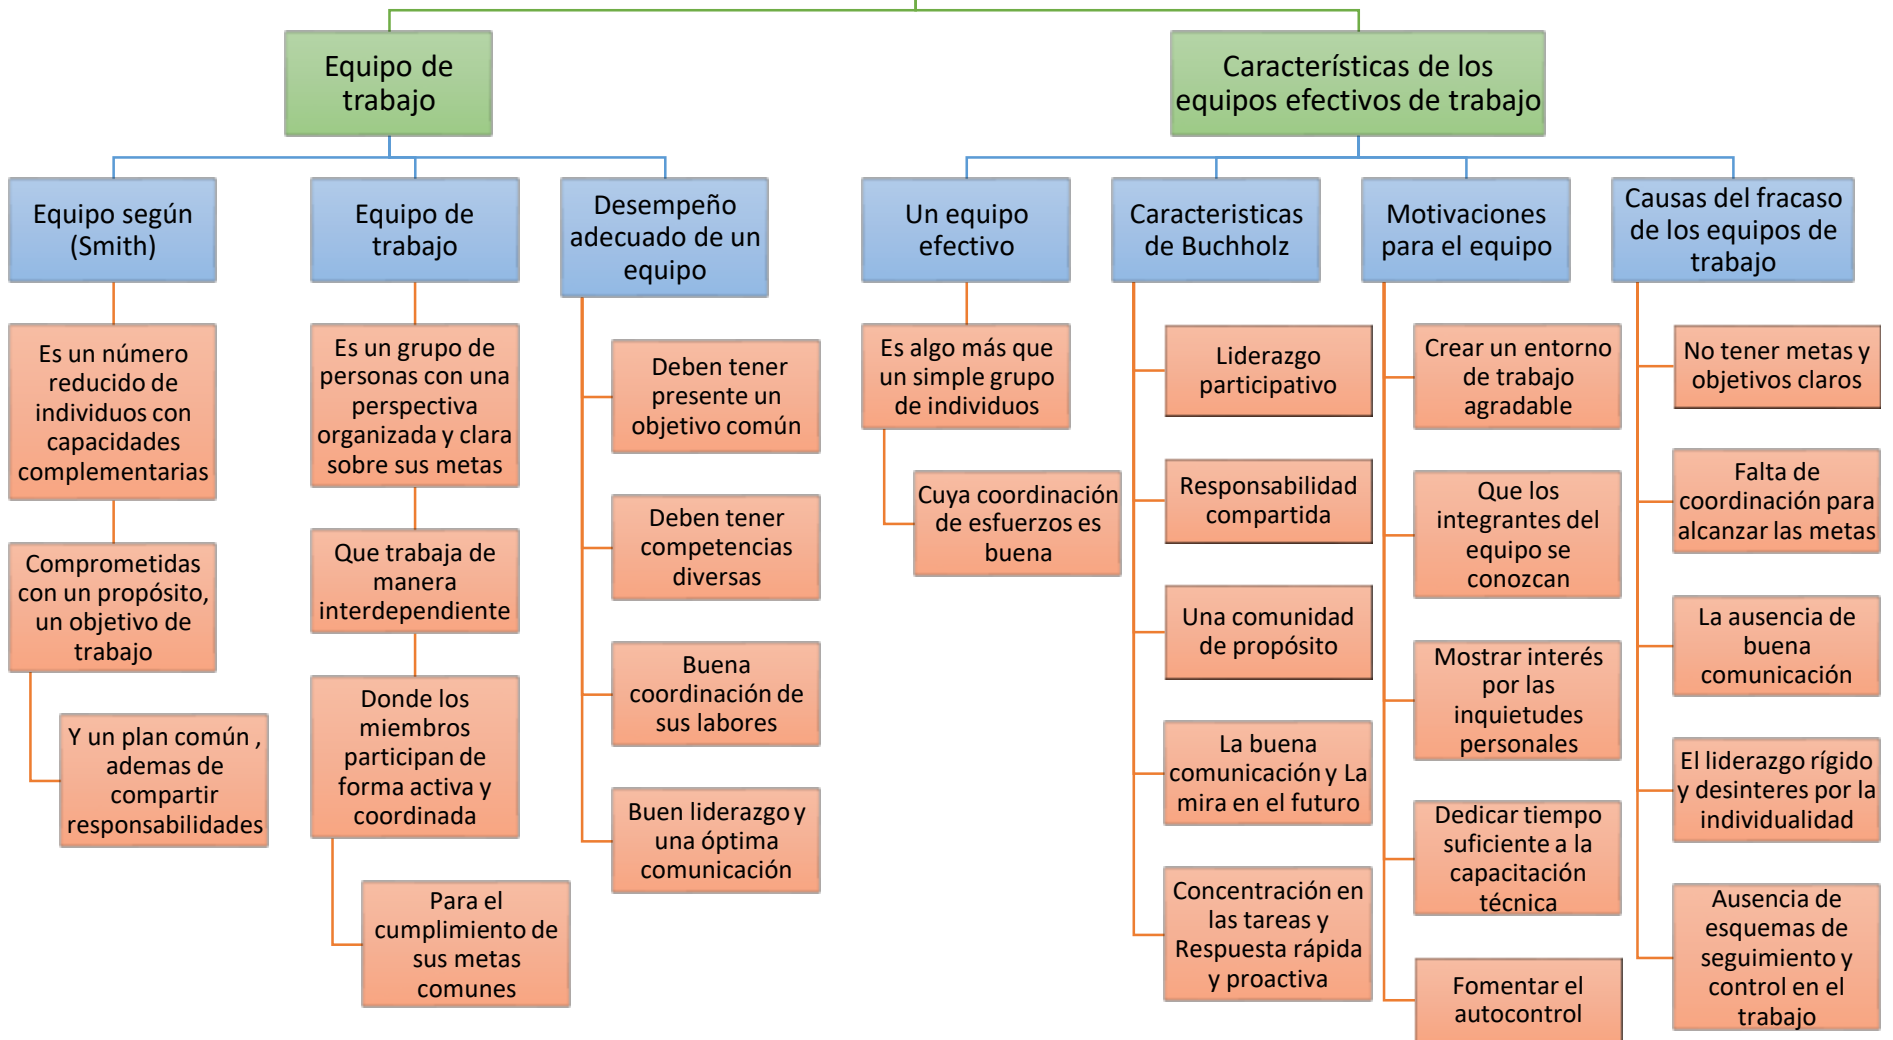 Equipo de
trabajo
Características de los
equipos efectivos de trabajo
Equipo según
(Smith)
Es un número
reducido de
individuos con
capacidades
complementarias
Comprometidas
con un propósito,
un objetivo de
trabajo
Y un plan común ,
ademas de
compartir
responsabilidades
Equipo de
trabajo
Es un grupo de
personas con una
perspectiva
organizada y clara
sobre sus metas
Que trabaja de
manera
interdependiente
Donde los
miembros
participan de
forma activa y
coordinada
Para el
cumplimiento de
sus metas
comunes
Desempeño
adecuado de un
equipo
Deben tener
presente un
objetivo común
Deben tener
competencias
diversas
Buena
coordinación de
sus labores
Buen liderazgo y
una óptima
comunicación
Un equipo
efectivo
Es algo más que
un simple grupo
de individuos
Cuya coordinación
de esfuerzos es
buena
Caracteristicas
de Buchholz
Liderazgo
participativo
Responsabilidad
compartida
Una comunidad
de propósito
La buena
comunicación y La
mira en el futuro
Concentración en
las tareas y
Respuesta rápida
y proactiva
Motivaciones
para el equipo
Crear un entorno
de trabajo
agradable
Que los
integrantes del
equipo se
conozcan
Mostrar interés
por las
inquietudes
personales
Dedicar tiempo
suficiente a la
capacitación
técnica
Fomentar el
autocontrol
Causas del fracaso
de los equipos de
trabajo
No tener metas y
objetivos claros
Falta de
coordinación para
alcanzar las metas
La ausencia de
buena
comunicación
El liderazgo rígido
y desinteres por la
individualidad
Ausencia de
esquemas de
seguimiento y
control en el
trabajo